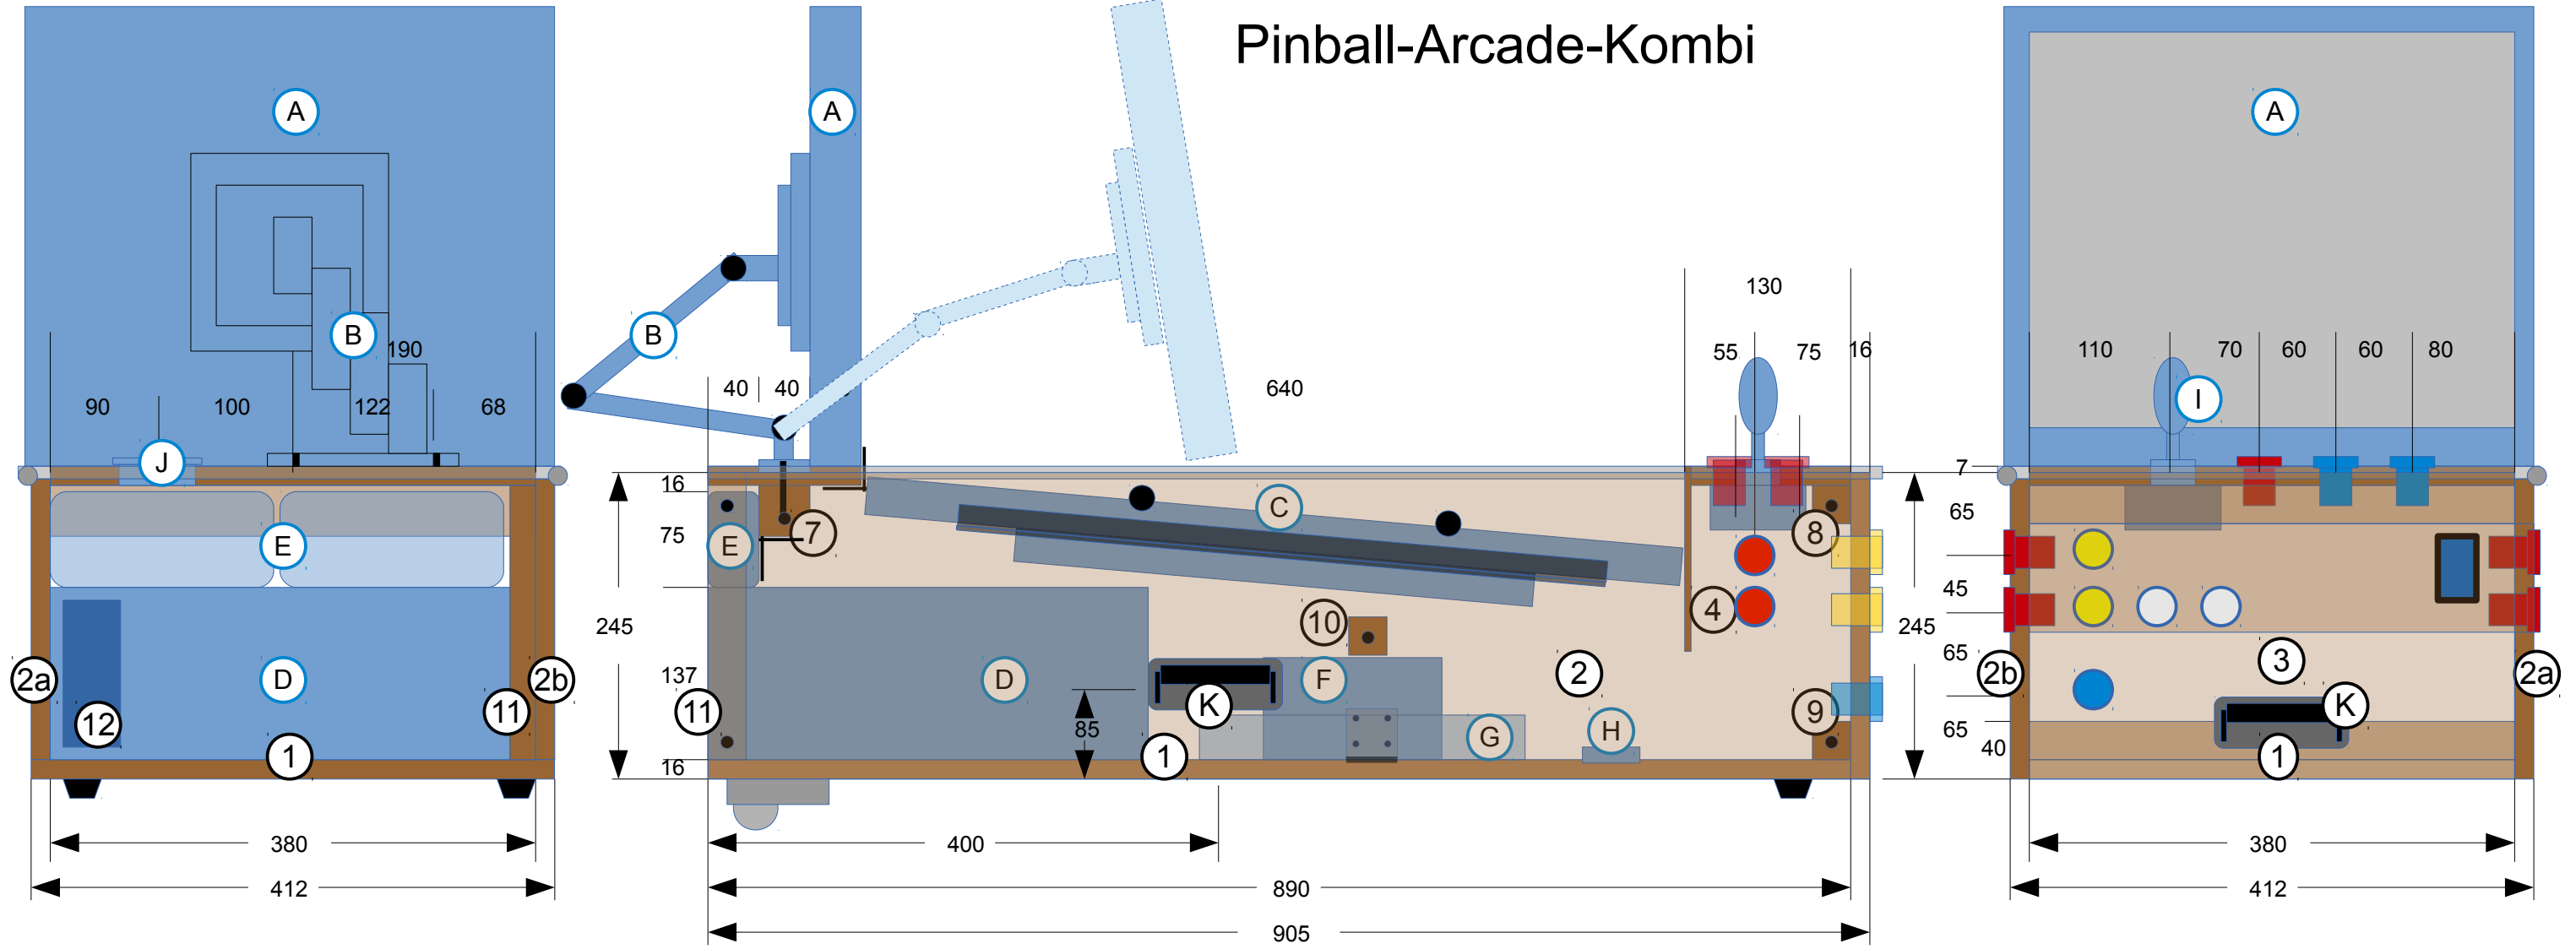 Pinball-Arcade-Kombi
A
B
190
90
100
122
68
J
E
D
2a
2b
12
11
1
380
412
A
B
40
40
640
130
55
75
16
16
75
245
137
16
E
7
C
8
4
10
D
K
F
2
11
85
1
G
H
9
400
890
905
A
110
70
60
60
80
I
7
65
45
245
65
65
40
2b
3
2a
K
1
380
412